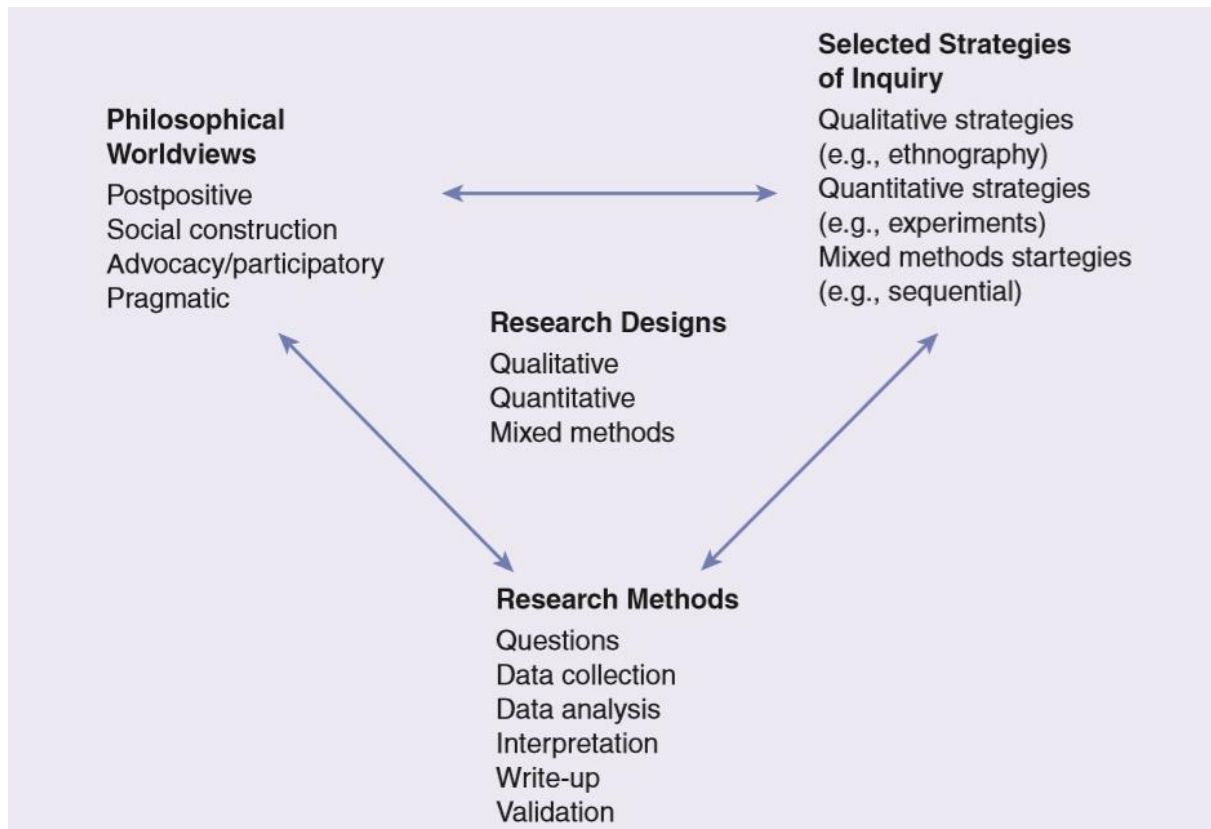 Philosophical
Worldviews
Postpositive
Social construction
Advocacy/participatory
Pragmatic
Selected Strategies
of Inquiry
Qualitative strategies
(e.g., ethnography)
Quantitative strategies
(e.g., experiments)
Mixed methods startegies
(e.g., sequential)
Research Designs
Qualitative
Quantitative
Mixed methods
Research Methods
Questions
Data collection
Data analysis
Interpretation
Write-up
Validation